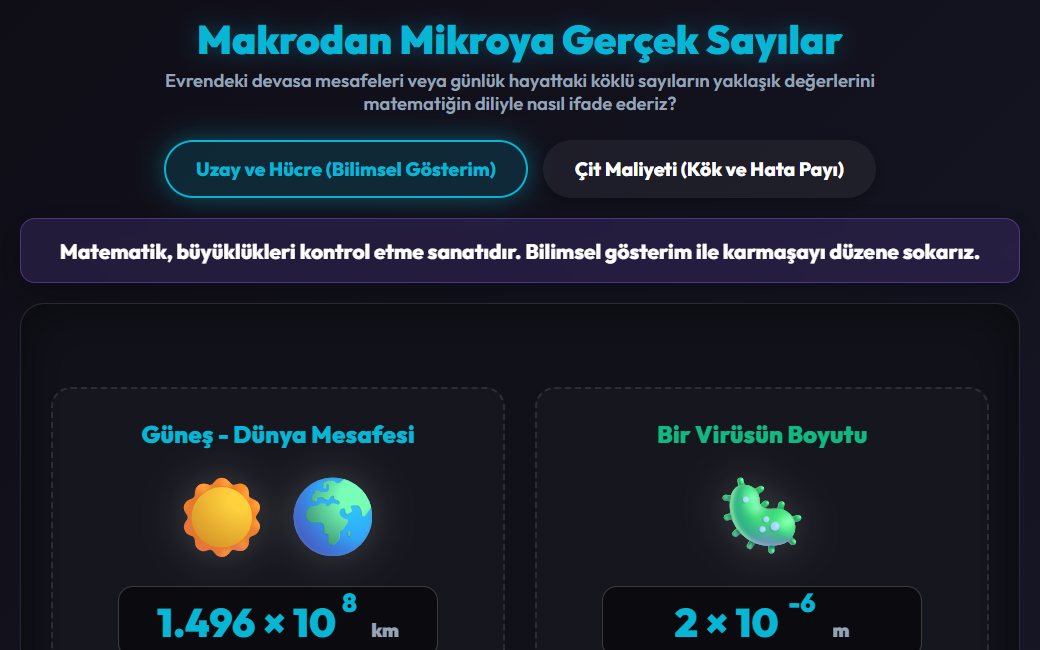 Makrodan Mikroya Gerçek Sayılar
Evrendeki devasa mesafeleri veya günlük hayattaki köklü sayıların yaklaşık değerlerini
matematiğin diliyle nasıl ifade ederiz?
Uzay ve Hücre (Bilimsel Gösterim)
Çit Maliyeti (Kök ve Hata Payı)
Matematik, büyüklükleri kontrol etme sanatıdır. Bilimsel gösterim ile karmaşayı düzene sokarız.
Güneş - Dünya Mesafesi
Bir Virüsün Boyutu
1.496 × 10⁸ km
2 × 10⁻⁶ m